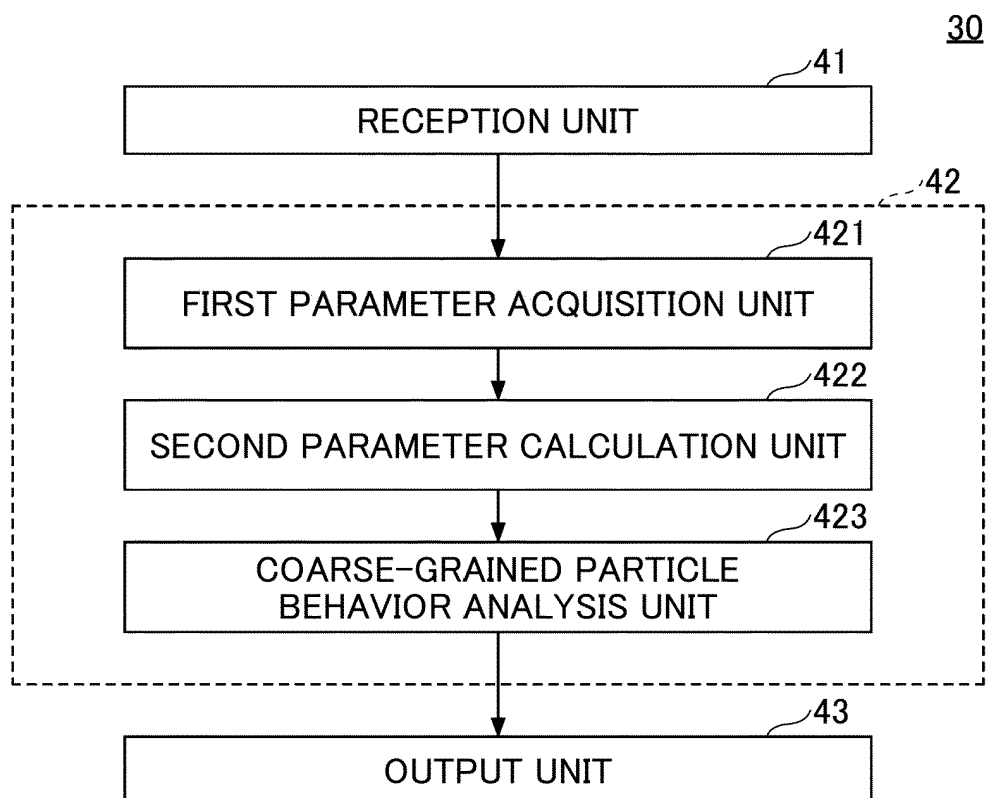 30
41
RECEPTION UNIT
42
421
FIRST PARAMETER ACQUISITION UNIT
422
SECOND PARAMETER CALCULATION UNIT
423
COARSE-GRAINED PARTICLE
BEHAVIOR ANALYSIS UNIT
43
OUTPUT UNIT